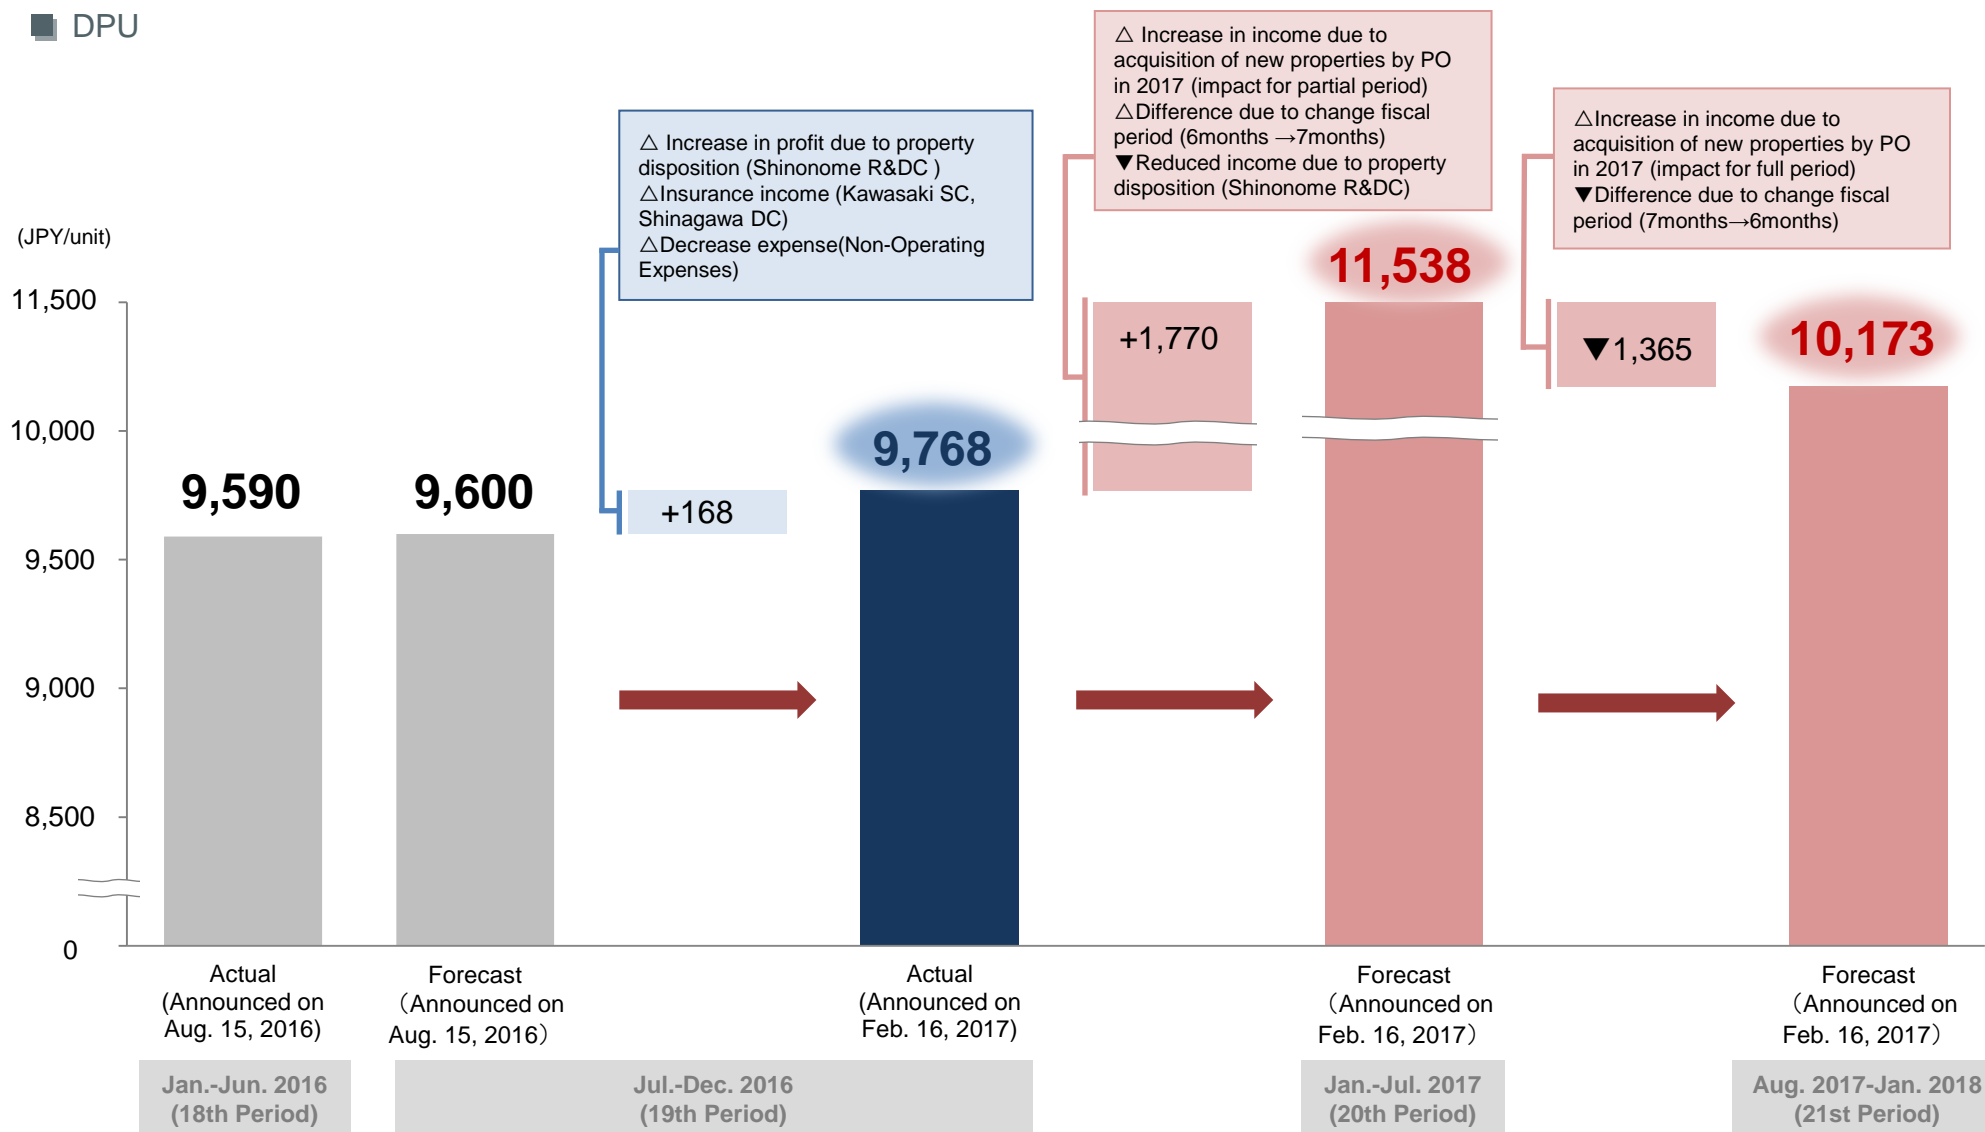 DPU
△ Increase in income due to
acquisition of new properties by PO
in 2017 (impact for partial period)
△Difference due to change fiscal
period (6months →7months)
▼Reduced income due to property
disposition (Shinonome R&DC)
△Increase in income due to
acquisition of new properties by PO
in 2017 (impact for full period)
▼Difference due to change fiscal
period (7months→6months)
△ Increase in profit due to property
disposition (Shinonome R&DC )
△Insurance income (Kawasaki SC,
Shinagawa DC)
△Decrease expense(Non-Operating
Expenses)
(JPY/unit)
11,500
10,000
9,500
9,000
8,500
0
9,590
9,600
+168
9,768
+1,770
11,538
▼1,365
10,173
Actual
(Announced on
Aug. 15, 2016)
Forecast
（Announced on
Aug. 15, 2016）
Actual
(Announced on
Feb. 16, 2017)
Forecast
（Announced on
Feb. 16, 2017）
Forecast
（Announced on
Feb. 16, 2017）
Jan.-Jun. 2016
(18th Period)
Jul.-Dec. 2016
(19th Period)
Jan.-Jul. 2017
(20th Period)
Aug. 2017-Jan. 2018
(21st Period)